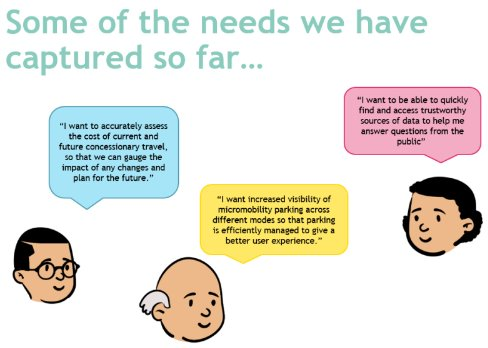 Some of the needs we have
captured so far...
"I want to accurately assess
the cost of current and
future concessionary travel,
so that we can gauge the
impact of any changes and
plan for the future."
"I want increased visibility of
micromobility parking across
different modes so that parking
is efficiently managed to give a
better user experience."
"I want to be able to quickly
find and access trustworthy
sources of data to help me
answer questions from the
public"